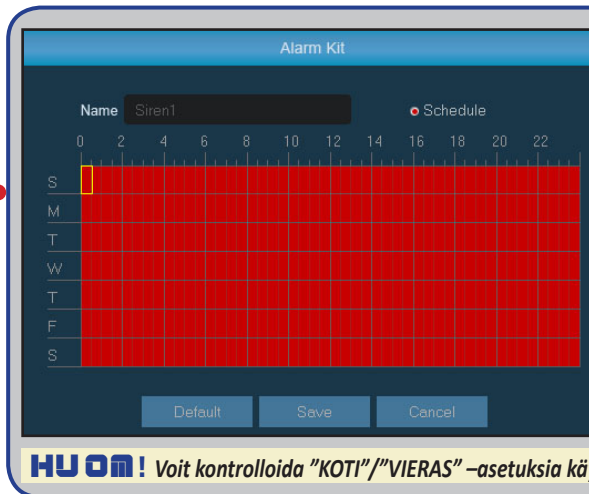 Alarm Kit
Name Siren1 Schedule
0 2 4 6 8 10 12 14 16 18 20 22
S
M
T
W
T
F
S
Default Save Cancel
HUOM! Voit kontrolloida ”KOTI”/”VIERAS” –asetuksia